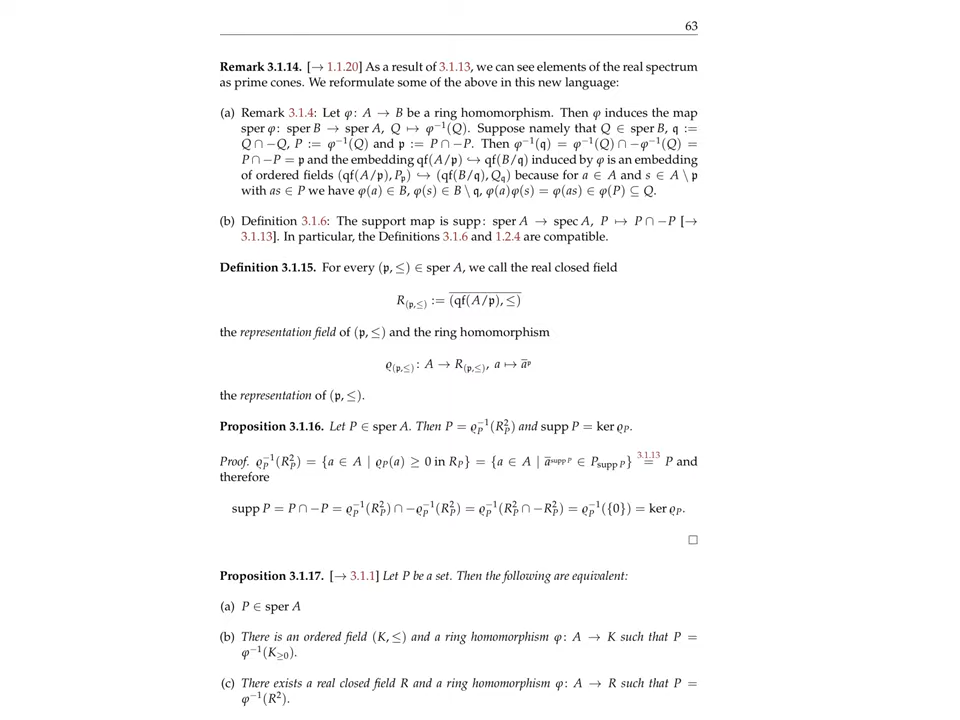 63
Remark 3.1.14. [→ 1.1.20] As a result of 3.1.13, we can see elements of the real spectrum
as prime cones. We reformulate some of the above in this new language:
(a) Remark 3.1.4: Let φ: A → B be a ring homomorphism. Then φ induces the map
sper φ: sper B → sper A, Q ↦ φ⁻¹(Q). Suppose namely that Q ∈ sper B, 𝔮 :=
Q ∩ −Q, P := φ⁻¹(Q) and 𝔭 := P ∩ −P. Then φ⁻¹(𝔮) = φ⁻¹(Q) ∩ −φ⁻¹(Q) =
P ∩ −P = 𝔭 and the embedding qf(A/𝔭) ↪ qf(B/𝔮) induced by φ is an embedding
of ordered fields (qf(A/𝔭), P_𝔭) ↪ (qf(B/𝔮), Q_𝔮) because for a ∈ A and s ∈ A \ 𝔭
with as ∈ P we have φ(a) ∈ B, φ(s) ∈ B \ 𝔮, φ(a)φ(s) = φ(as) ∈ φ(P) ⊆ Q.
(b) Definition 3.1.6: The support map is supp: sper A → spec A, P ↦ P ∩ −P [→
3.1.13]. In particular, the Definitions 3.1.6 and 1.2.4 are compatible.
Definition 3.1.15. For every (𝔭, ≤) ∈ sper A, we call the real closed field
R_(𝔭,≤) := \overline{(qf(A/𝔭), ≤)}
the representation field of (𝔭, ≤) and the ring homomorphism
ϱ_(𝔭,≤): A → R_(𝔭,≤), a ↦ \overline{a}^𝔭
the representation of (𝔭, ≤).
Proposition 3.1.16. Let P ∈ sper A. Then P = ϱ_P⁻¹(R_P²) and supp P = ker ϱ_P.
Proof. ϱ_P⁻¹(R_P²) = {a ∈ A | ϱ_P(a) ≥ 0 in R_P} = {a ∈ A | \overline{a}^{supp P} ∈ P_{supp P}} \overset{3.1.13}{=} P and
therefore
supp P = P ∩ −P = ϱ_P⁻¹(R_P²) ∩ −ϱ_P⁻¹(R_P²) = ϱ_P⁻¹(R_P² ∩ −R_P²) = ϱ_P⁻¹({0}) = ker ϱ_P.
□
Proposition 3.1.17. [→ 3.1.1] Let P be a set. Then the following are equivalent:
(a) P ∈ sper A
(b) There is an ordered field (K, ≤) and a ring homomorphism φ: A → K such that P =
φ⁻¹(K_{≥0}).
(c) There exists a real closed field R and a ring homomorphism φ: A → R such that P =
φ⁻¹(R²).